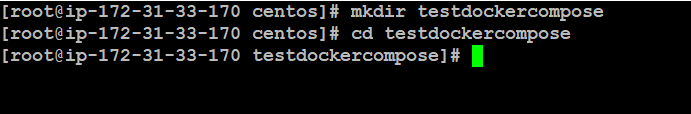 [root@ip-172-31-33-170 centos]# mkdir testdockercompose
[root@ip-172-31-33-170 centos]# cd testdockercompose
[root@ip-172-31-33-170 testdockercompose]#